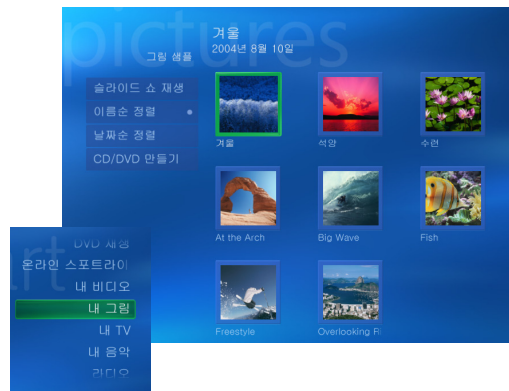 pictures
겨울
2004년 8월 10일
그림 샘플
슬라이드 쇼 재생
이름순 정렬
날짜순 정렬
CD/DVD 만들기
겨울
석양
수련
At the Arch
Big Wave
Fish
Freestyle
Overlooking Ri
DVD 재생
온라인 스포트라이
내 비디오
내 그림
내 TV
내 음악
라디오